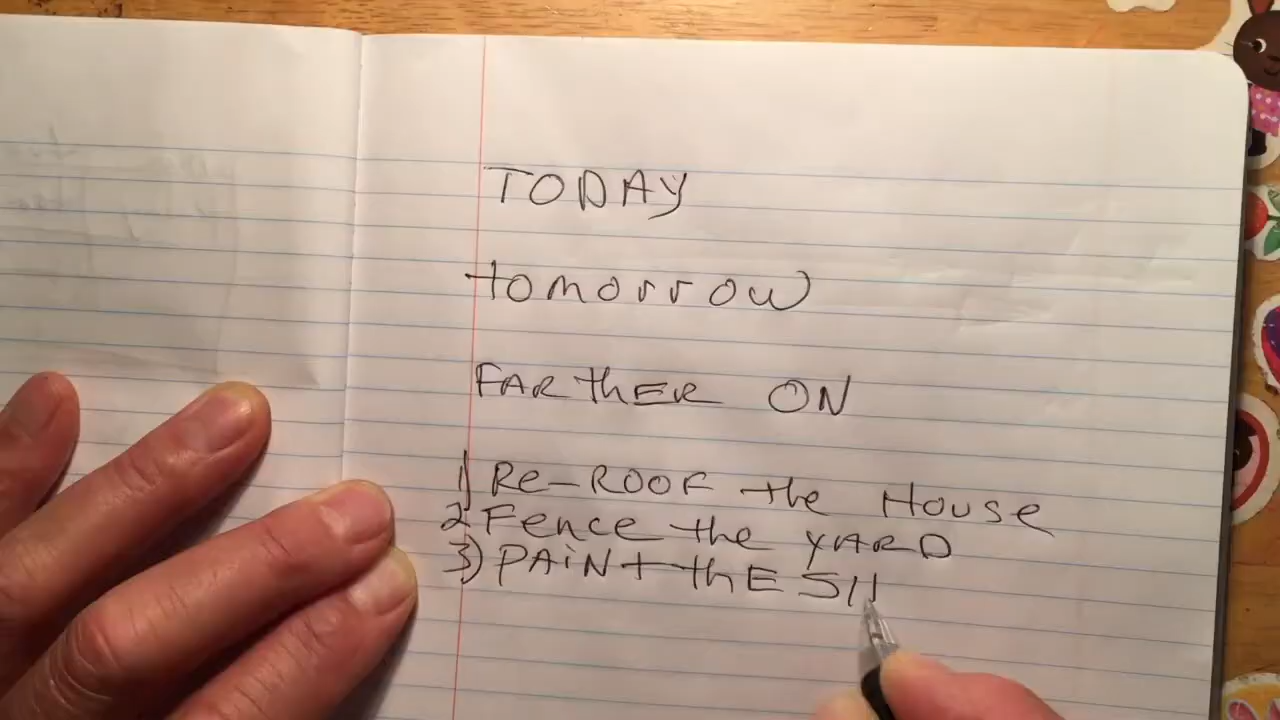 TODAY
tomorrow
FARthER ON
1) Re-ROOF the House
2 Fence the YARD
3) PAiNt thE